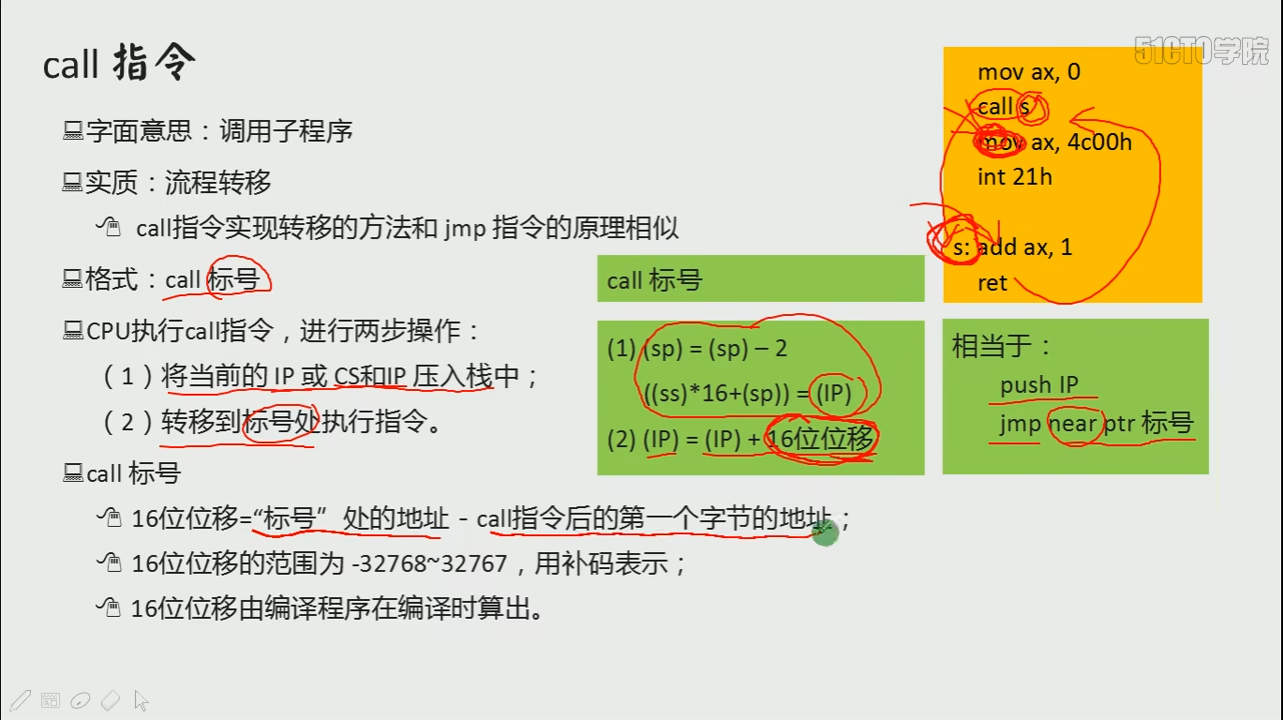 call 指令
字面意思：调用子程序
实质：流程转移
call指令实现转移的方法和 jmp 指令的原理相似
格式：call 标号
CPU执行call指令，进行两步操作：
（1）将当前的 IP 或 CS和IP 压入栈中；
（2）转移到标号处执行指令。
call 标号
16位位移=“标号”处的地址 - call指令后的第一个字节的地址；
16位位移的范围为 -32768~32767，用补码表示；
16位位移由编译程序在编译时算出。
call 标号
(1) (sp) = (sp) – 2
((ss)*16+(sp)) = (IP)
(2) (IP) = (IP) + 16位位移
51CTO学院
mov ax, 0
call s
mov ax, 4c00h
int 21h
s: add ax, 1
ret
相当于：
push IP
jmp near ptr 标号